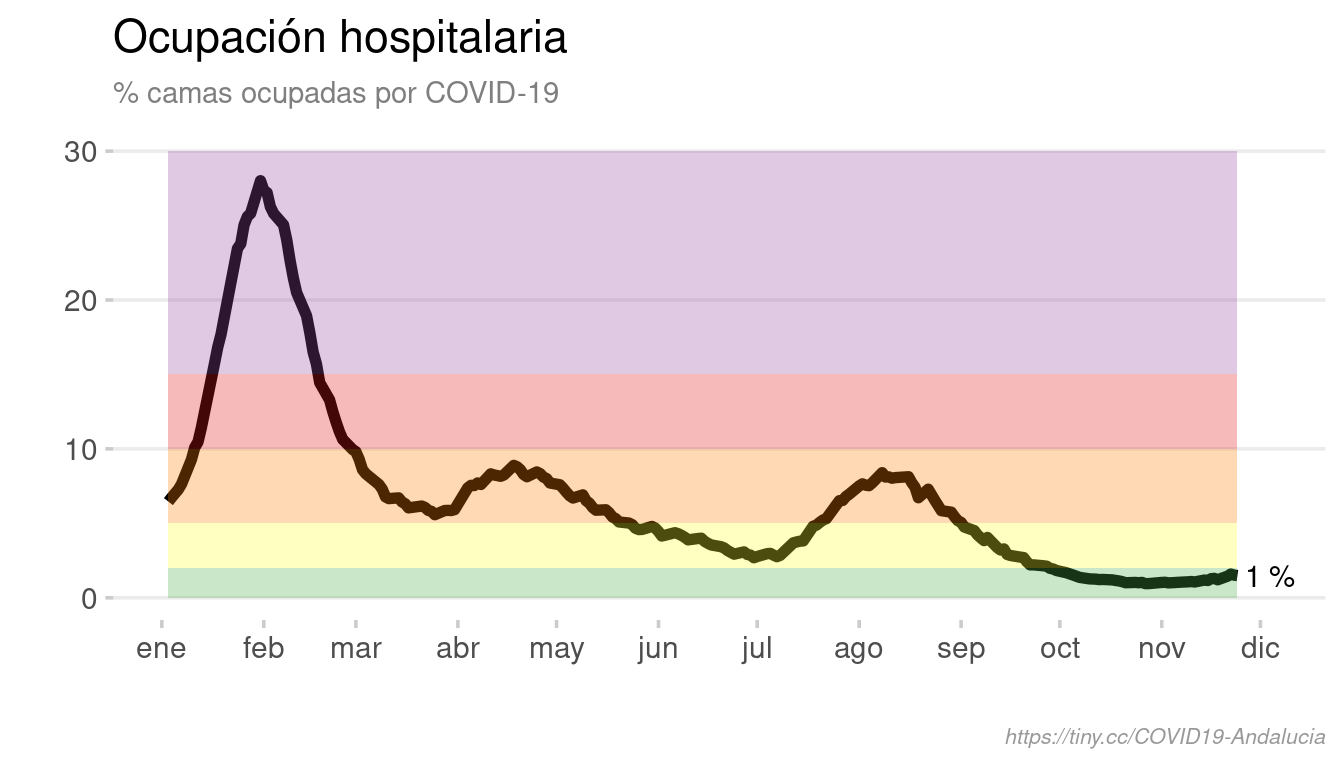 Ocupación hospitalaria
% camas ocupadas por COVID-19
30
20
10
0
1 %
ene feb mar abr may jun jul ago sep oct nov dic
https://tiny.cc/COVID19-Andalucia